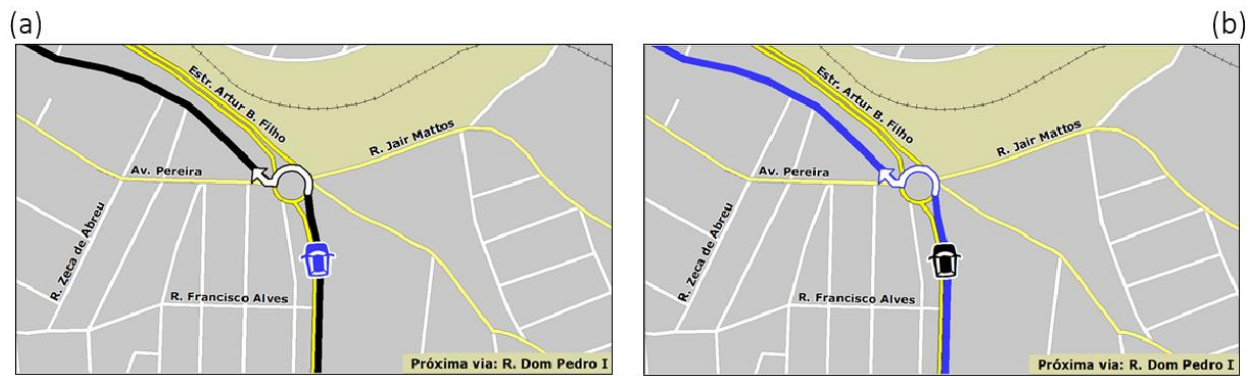 (a)
Estr. Artur B. Filho
R. Jair Mattos
Av. Pereira
R. Zeca de Abreu
R. Francisco Alves
Próxima via: R. Dom Pedro I
(b)
Estr. Artur B. Filho
R. Jair Mattos
Av. Pereira
R. Zeca de Abreu
R. Francisco Alves
Próxima via: R. Dom Pedro I